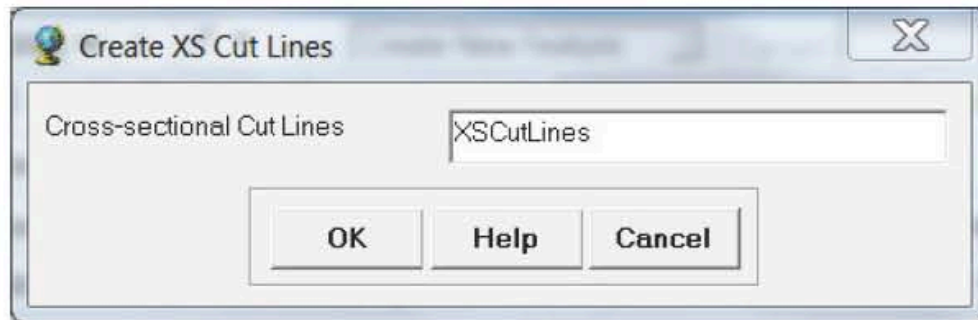 Create XS Cut Lines
Cross-sectional Cut Lines
XSCutLines
OK Help Cancel